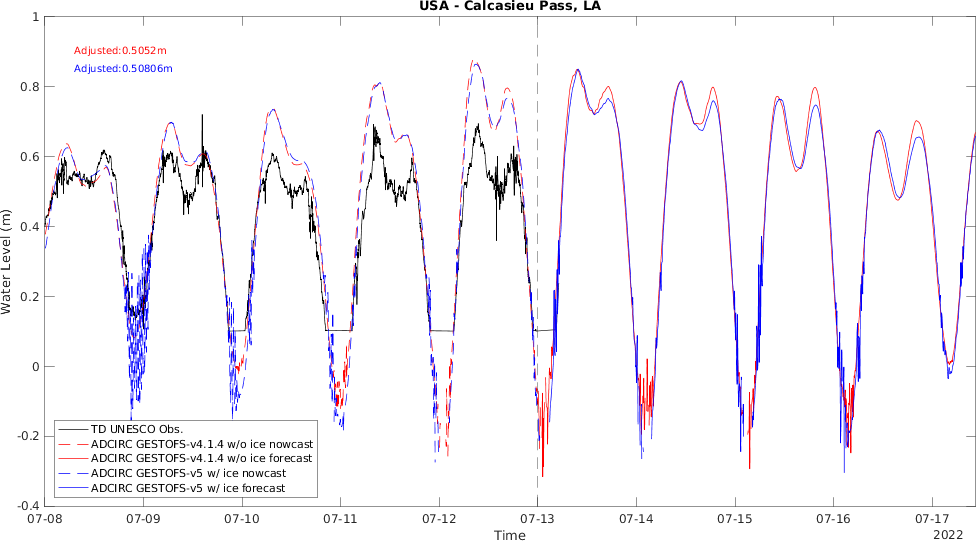 USA - Calcasieu Pass, LA
1
0.8
0.6
0.4
0.2
0
-0.2
-0.4
Water Level (m)
Adjusted:0.5052m
Adjusted:0.50806m
TD UNESCO Obs.
ADCIRC GESTOFS-v4.1.4 w/o ice nowcast
ADCIRC GESTOFS-v4.1.4 w/o ice forecast
ADCIRC GESTOFS-v5 w/ ice nowcast
ADCIRC GESTOFS-v5 w/ ice forecast
07-08 07-09 07-10 07-11 07-12 07-13 07-14 07-15 07-16 07-17
Time
2022